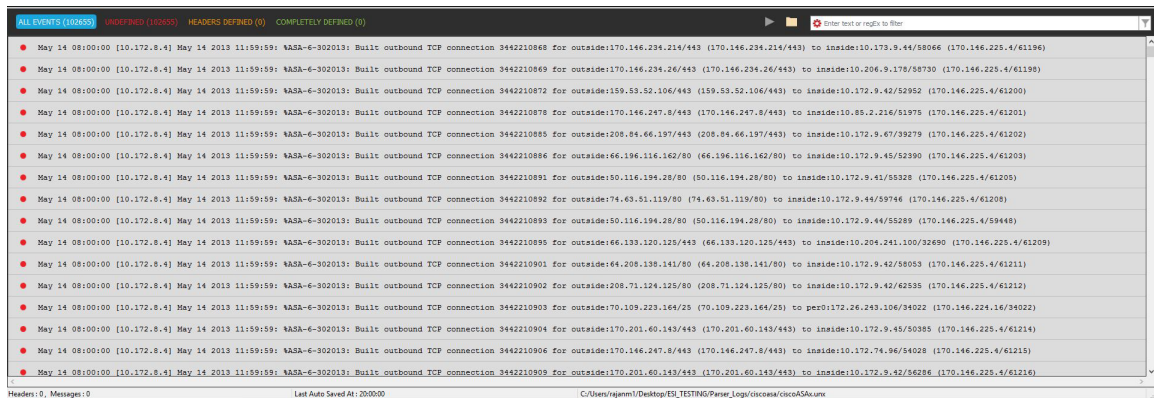 ALL EVENTS (102655) UNDEFINED (102655) HEADERS DEFINED (0) COMPLETELY DEFINED (0) Enter text or regEx to filter
May 14 08:00:00 [10.172.8.4] May 14 2013 11:59:59: %ASA-6-302013: Built outbound TCP connection 3442210868 for outside:170.146.234.214/443 (170.146.234.214/443) to inside:10.173.9.44/58066 (170.146.225.4/61196)
May 14 08:00:00 [10.172.8.4] May 14 2013 11:59:59: %ASA-6-302013: Built outbound TCP connection 3442210869 for outside:170.146.234.26/443 (170.146.234.26/443) to inside:10.206.9.178/58730 (170.146.225.4/61198)
May 14 08:00:00 [10.172.8.4] May 14 2013 11:59:59: %ASA-6-302013: Built outbound TCP connection 3442210872 for outside:159.53.52.106/443 (159.53.52.106/443) to inside:10.172.9.42/52952 (170.146.225.4/61200)
May 14 08:00:00 [10.172.8.4] May 14 2013 11:59:59: %ASA-6-302013: Built outbound TCP connection 3442210878 for outside:170.146.247.8/443 (170.146.247.8/443) to inside:10.85.2.216/51975 (170.146.225.4/61201)
May 14 08:00:00 [10.172.8.4] May 14 2013 11:59:59: %ASA-6-302013: Built outbound TCP connection 3442210885 for outside:208.84.66.197/443 (208.84.66.197/443) to inside:10.172.9.67/39279 (170.146.225.4/61202)
May 14 08:00:00 [10.172.8.4] May 14 2013 11:59:59: %ASA-6-302013: Built outbound TCP connection 3442210886 for outside:66.196.116.162/80 (66.196.116.162/80) to inside:10.172.9.45/52390 (170.146.225.4/61203)
May 14 08:00:00 [10.172.8.4] May 14 2013 11:59:59: %ASA-6-302013: Built outbound TCP connection 3442210891 for outside:50.116.194.28/80 (50.116.194.28/80) to inside:10.172.9.41/55328 (170.146.225.4/61205)
May 14 08:00:00 [10.172.8.4] May 14 2013 11:59:59: %ASA-6-302013: Built outbound TCP connection 3442210892 for outside:74.63.51.119/80 (74.63.51.119/80) to inside:10.172.9.44/59746 (170.146.225.4/61208)
May 14 08:00:00 [10.172.8.4] May 14 2013 11:59:59: %ASA-6-302013: Built outbound TCP connection 3442210893 for outside:50.116.194.28/80 (50.116.194.28/80) to inside:10.172.9.44/55289 (170.146.225.4/59448)
May 14 08:00:00 [10.172.8.4] May 14 2013 11:59:59: %ASA-6-302013: Built outbound TCP connection 3442210895 for outside:66.133.120.125/443 (66.133.120.125/443) to inside:10.204.241.100/32690 (170.146.225.4/61209)
May 14 08:00:00 [10.172.8.4] May 14 2013 11:59:59: %ASA-6-302013: Built outbound TCP connection 3442210901 for outside:64.208.138.141/80 (64.208.138.141/80) to inside:10.172.9.42/58053 (170.146.225.4/61211)
May 14 08:00:00 [10.172.8.4] May 14 2013 11:59:59: %ASA-6-302013: Built outbound TCP connection 3442210902 for outside:208.71.124.125/80 (208.71.124.125/80) to inside:10.172.9.42/62535 (170.146.225.4/61212)
May 14 08:00:00 [10.172.8.4] May 14 2013 11:59:59: %ASA-6-302013: Built outbound TCP connection 3442210903 for outside:70.109.223.164/25 (70.109.223.164/25) to per0:172.26.243.106/34022 (170.146.224.16/34022)
May 14 08:00:00 [10.172.8.4] May 14 2013 11:59:59: %ASA-6-302013: Built outbound TCP connection 3442210904 for outside:170.201.60.143/443 (170.201.60.143/443) to inside:10.172.9.45/50385 (170.146.225.4/61214)
May 14 08:00:00 [10.172.8.4] May 14 2013 11:59:59: %ASA-6-302013: Built outbound TCP connection 3442210906 for outside:170.146.247.8/443 (170.146.247.8/443) to inside:10.172.74.96/54028 (170.146.225.4/61215)
May 14 08:00:00 [10.172.8.4] May 14 2013 11:59:59: %ASA-6-302013: Built outbound TCP connection 3442210909 for outside:170.146.247.8/443 (170.146.247.8/443) to inside:10.172.9.42/56286 (170.146.225.4/61216)
Headers : 0 , Messages : 0 Last Auto Saved At : 20:00:00 C:/Users/rajanm1/Desktop/ESI_TESTING/Parser_Logs/ciscoasa/ciscoASAx.unx